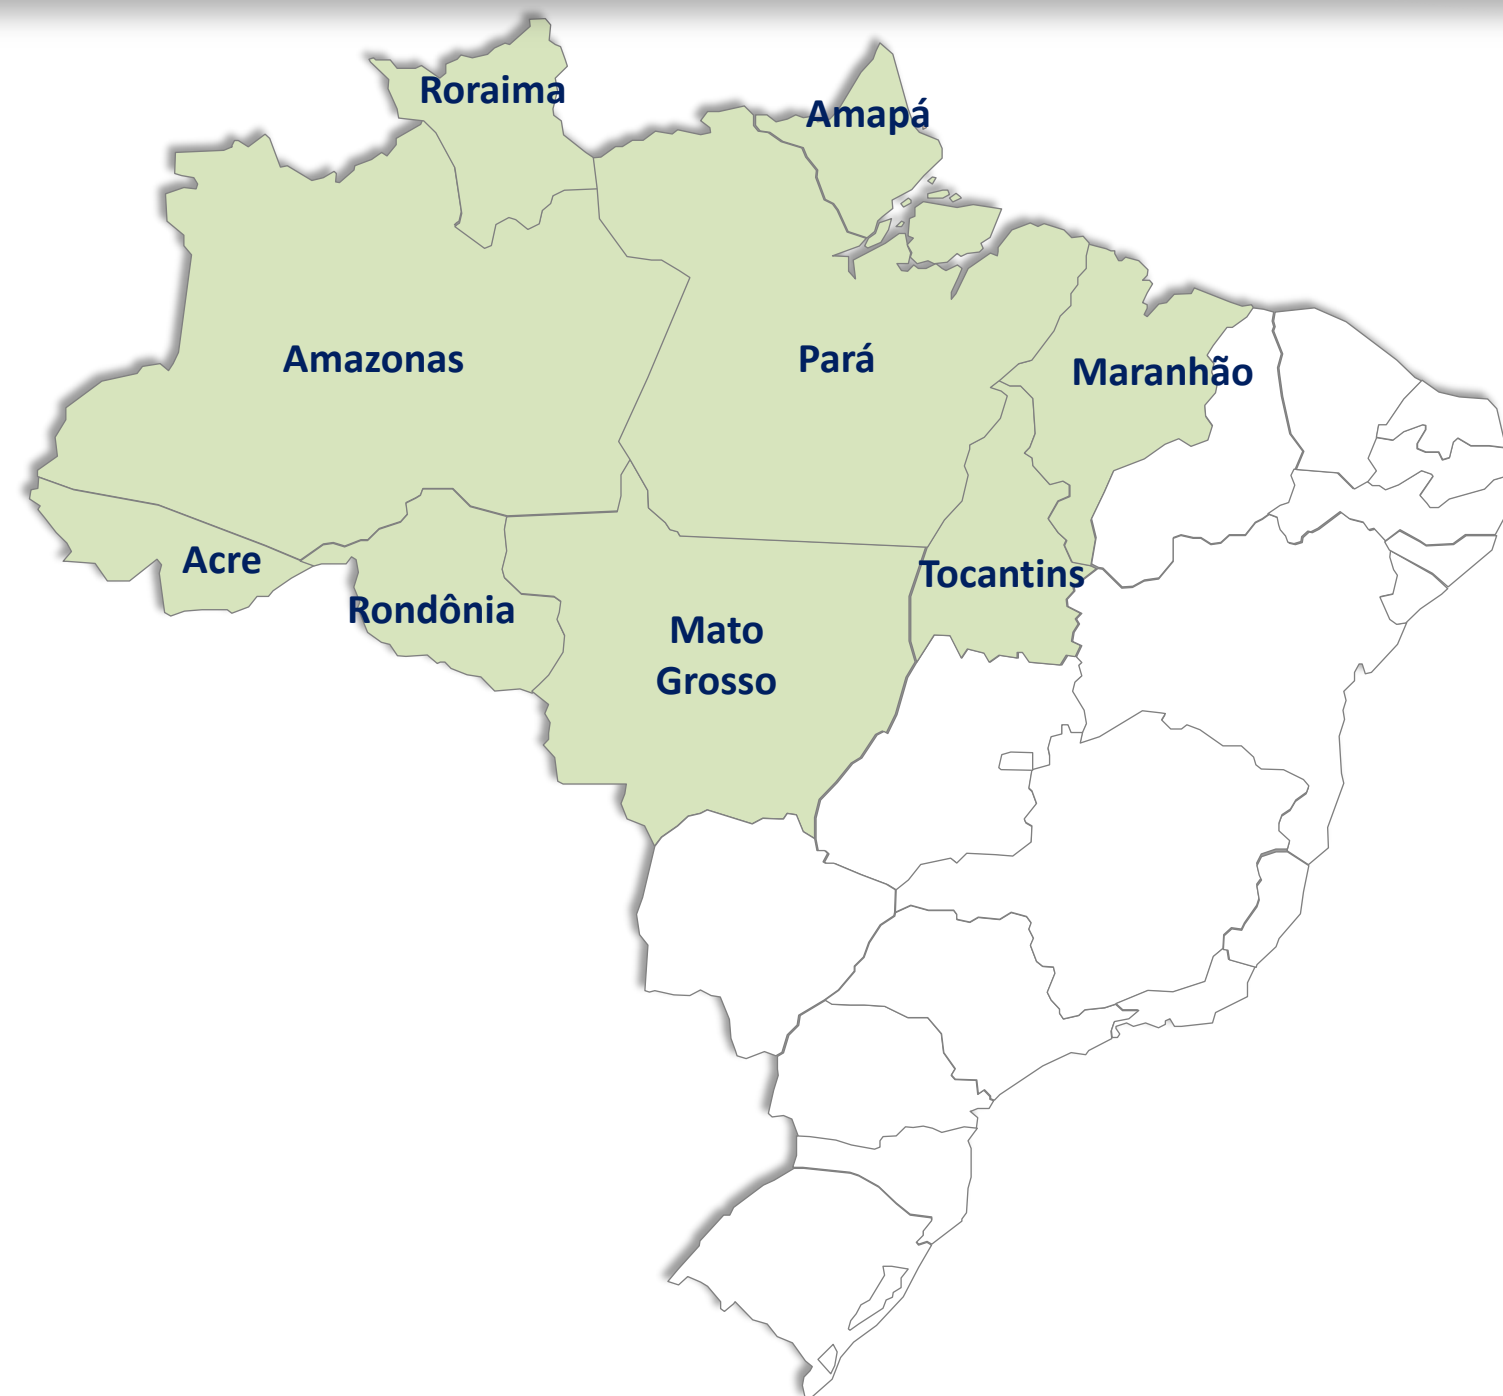 Roraima
Amapá
Amazonas
Pará
Maranhão
Acre
Tocantins
Rondônia
Mato
Grosso